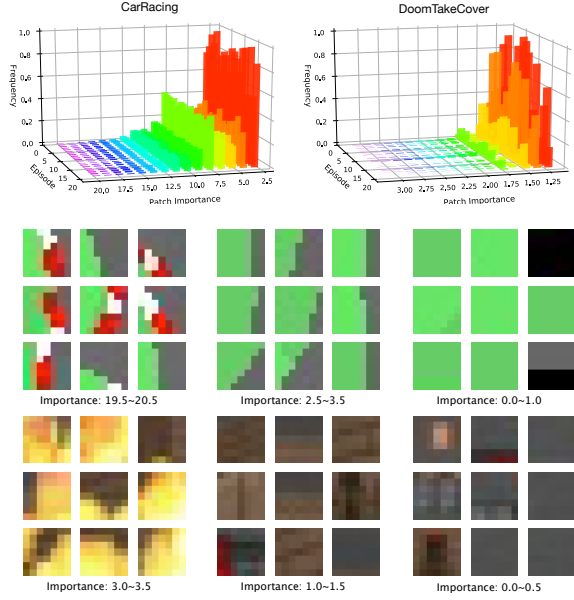 CarRacing
DoomTakeCover
1.0
0.8
0.6
0.4
0.2
0.0
Frequency
0
5
10
15
20
Episode
20.0
17.5
15.0
12.5
10.0
7.5
5.0
2.5
Patch Importance
1.0
0.8
0.6
0.4
0.2
0.0
Frequency
0
5
10
15
20
Episode
3.00
2.75
2.50
2.25
2.00
1.75
1.50
1.25
Patch Importance
Importance: 19.5~20.5
Importance: 2.5~3.5
Importance: 0.0~1.0
Importance: 3.0~3.5
Importance: 1.0~1.5
Importance: 0.0~0.5